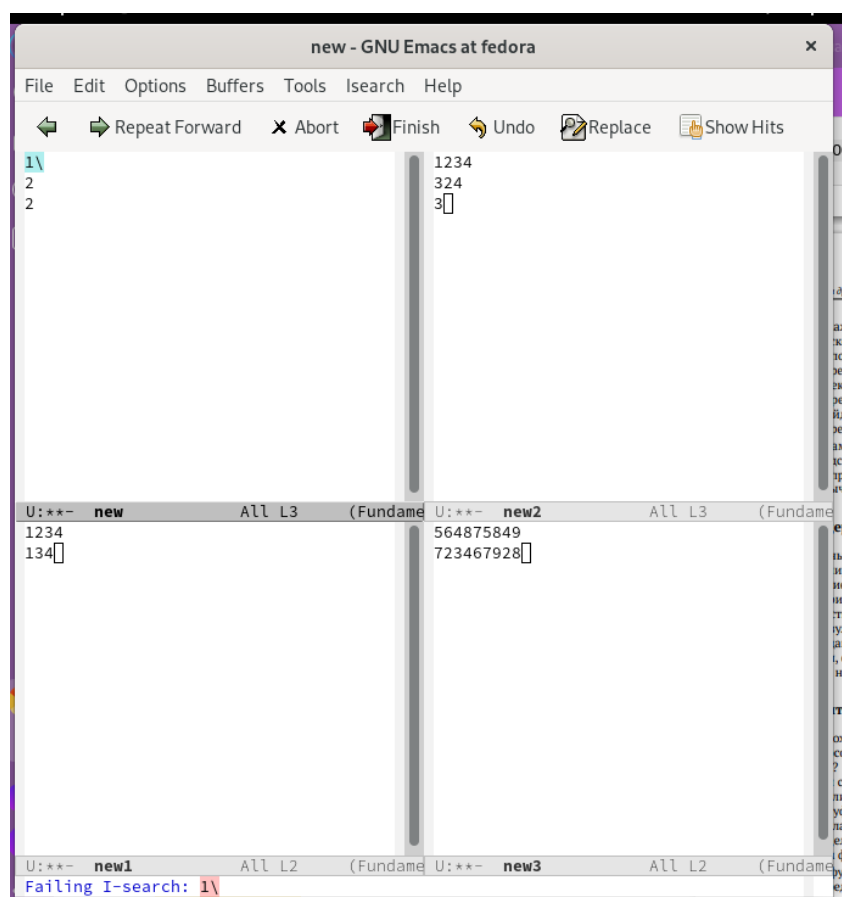 new - GNU Emacs at fedora ×
File Edit Options Buffers Tools Isearch Help
Repeat Forward Abort Finish Undo Replace Show Hits
1\
2
2
1234
324
3
U:**- new All L3 (Fundame
U:**- new2 All L3 (Fundame
1234
134
564875849
723467928
U:**- new1 All L2 (Fundame
U:**- new3 All L2 (Fundame
Failing I-search: 1\